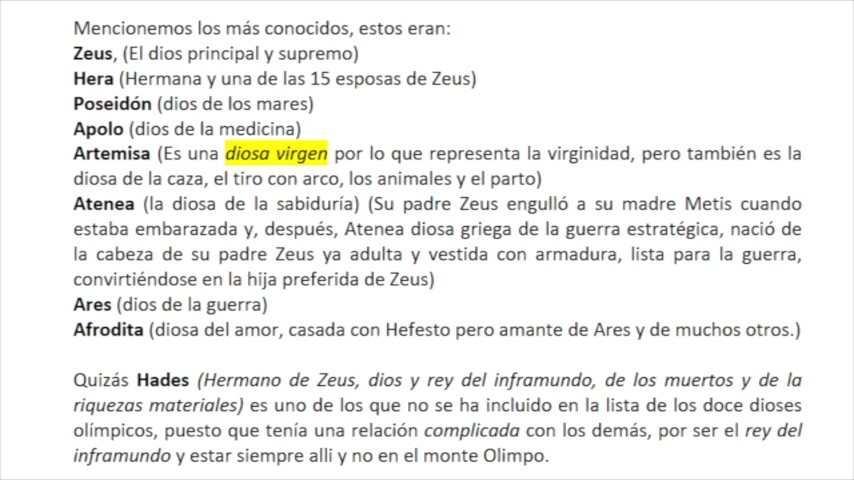 Mencionemos los más conocidos, estos eran:
Zeus, (El dios principal y supremo)
Hera (Hermana y una de las 15 esposas de Zeus)
Poseidón (dios de los mares)
Apolo (dios de la medicina)
Artemisa (Es una diosa virgen por lo que representa la virginidad, pero también es la
diosa de la caza, el tiro con arco, los animales y el parto)
Atenea (la diosa de la sabiduría) (Su padre Zeus engulló a su madre Metis cuando
estaba embarazada y, después, Atenea diosa griega de la guerra estratégica, nació de
la cabeza de su padre Zeus ya adulta y vestida con armadura, lista para la guerra,
convirtiéndose en la hija preferida de Zeus)
Ares (dios de la guerra)
Afrodita (diosa del amor, casada con Hefesto pero amante de Ares y de muchos otros.)
Quizás Hades (Hermano de Zeus, dios y rey del inframundo, de los muertos y de la
riquezas materiales) es uno de los que no se ha incluido en la lista de los doce dioses
olímpicos, puesto que tenía una relación complicada con los demás, por ser el rey del
inframundo y estar siempre alli y no en el monte Olimpo.